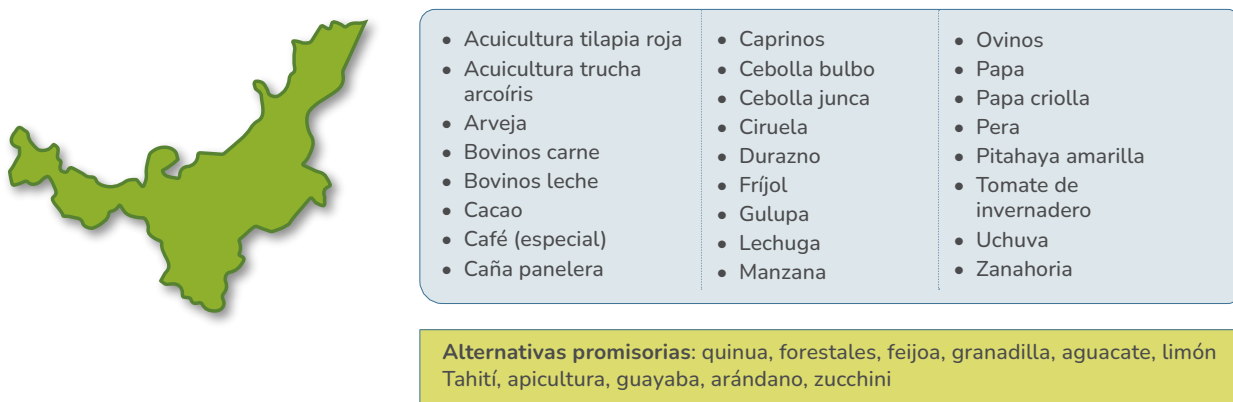 • Acuicultura tilapia roja
• Acuicultura trucha
arcoíris
• Arveja
• Bovinos carne
• Bovinos leche
• Cacao
• Café (especial)
• Caña panelera
• Caprinos
• Cebolla bulbo
• Cebolla junca
• Ciruela
• Durazno
• Fríjol
• Gulupa
• Lechuga
• Manzana
• Ovinos
• Papa
• Papa criolla
• Pera
• Pitahaya amarilla
• Tomate de
invernadero
• Uchuva
• Zanahoria
Alternativas promisorias: quinua, forestales, feijoa, granadilla, aguacate, limón
Tahití, apicultura, guayaba, arándano, zucchini